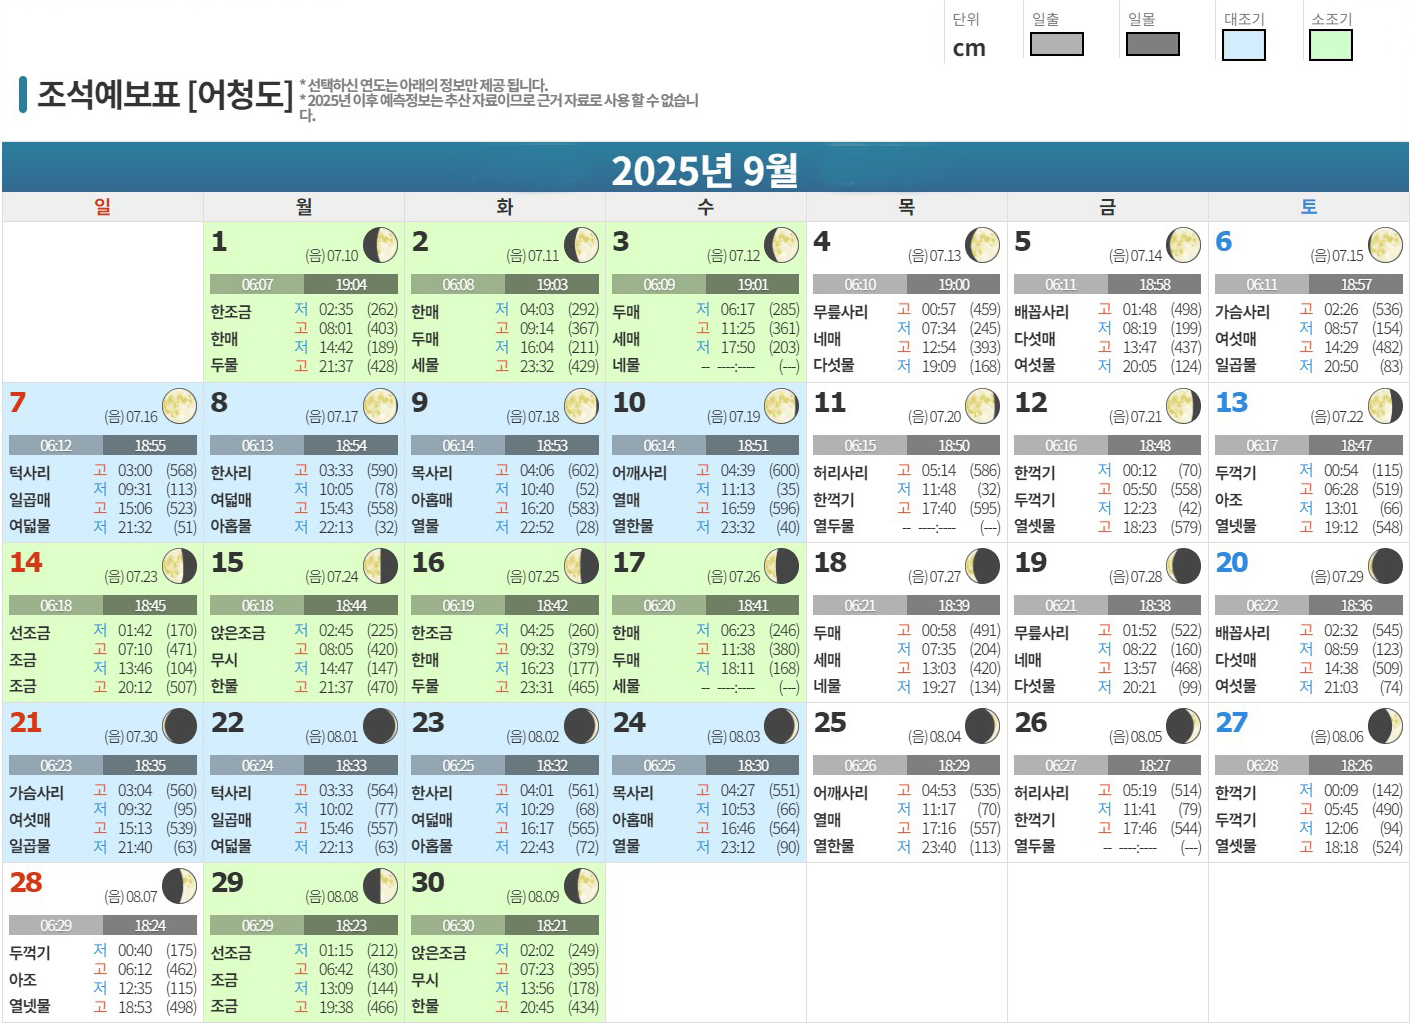 단위 일출 일몰 대조기 소조기
cm
조석예보표 [어청도]
* 선택하신 연도는 아래의 정보만 제공 됩니다.
* 2025년 이후 예측정보는 추산 자료이므로 근거 자료로 사용 할 수 없습니
다.
2025년 9월
일 월 화 수 목 금 토
1 (음) 07.10
06:07 19:04
한조금 한매 두물
저 02:35 (262)
고 08:01 (403)
저 14:42 (189)
고 21:37 (428)
2 (음) 07.11
06:08 19:03
한매 두매 세물
저 04:03 (292)
고 09:14 (367)
저 16:04 (211)
고 23:32 (429)
3 (음) 07.12
06:09 19:01
두매 세매 네물
저 06:17 (285)
고 11:25 (361)
저 17:50 (203)
-- ----:---- (---)
4 (음) 07.13
06:10 19:00
무릎사리 네매 다섯물
고 00:57 (459)
저 07:34 (245)
고 12:54 (393)
저 19:09 (168)
5 (음) 07.14
06:11 18:58
배꼽사리 다섯매 여섯물
고 01:48 (498)
저 08:19 (199)
고 13:47 (437)
저 20:05 (124)
6 (음) 07.15
06:11 18:57
가슴사리 여섯매 일곱물
고 02:26 (536)
저 08:57 (154)
고 14:29 (482)
저 20:50 (83)
7 (음) 07.16
06:12 18:55
턱사리 일곱매 여덟물
고 03:00 (568)
저 09:31 (113)
고 15:06 (523)
저 21:32 (51)
8 (음) 07.17
06:13 18:54
한사리 여덟매 아홉물
고 03:33 (590)
저 10:05 (78)
고 15:43 (558)
저 22:13 (32)
9 (음) 07.18
06:14 18:53
목사리 아홉매 열물
고 04:06 (602)
저 10:40 (52)
고 16:20 (583)
저 22:52 (28)
10 (음) 07.19
06:14 18:51
어깨사리 열매 열한물
고 04:39 (600)
저 11:13 (35)
고 16:59 (596)
저 23:32 (40)
11 (음) 07.20
06:15 18:50
허리사리 한꺽기 열두물
고 05:14 (586)
저 11:48 (32)
고 17:40 (595)
-- ----:---- (---)
12 (음) 07.21
06:16 18:48
한꺽기 두꺽기 열셋물
저 00:12 (70)
고 05:50 (558)
저 12:23 (42)
고 18:23 (579)
13 (음) 07.22
06:17 18:47
두꺽기 아조 열넷물
저 00:54 (115)
고 06:28 (519)
저 13:01 (66)
고 19:12 (548)
14 (음) 07.23
06:18 18:45
선조금 조금 조금
저 01:42 (170)
고 07:10 (471)
저 13:46 (104)
고 20:12 (507)
15 (음) 07.24
06:18 18:44
앉은조금 무시 한물
저 02:45 (225)
고 08:05 (420)
저 14:47 (147)
고 21:37 (470)
16 (음) 07.25
06:19 18:42
한조금 한매 두물
저 04:25 (260)
고 09:32 (379)
저 16:23 (177)
고 23:31 (465)
17 (음) 07.26
06:20 18:41
한매 두매 세물
저 06:23 (246)
고 11:38 (380)
저 18:11 (168)
-- ----:---- (---)
18 (음) 07.27
06:21 18:39
두매 세매 네물
고 00:58 (491)
저 07:35 (204)
고 13:03 (420)
저 19:27 (134)
19 (음) 07.28
06:21 18:38
무릎사리 네매 다섯물
고 01:52 (522)
저 08:22 (160)
고 13:57 (468)
저 20:21 (99)
20 (음) 07.29
06:22 18:36
배꼽사리 다섯매 여섯물
고 02:32 (545)
저 08:59 (123)
고 14:38 (509)
저 21:03 (74)
21 (음) 07.30
06:23 18:35
가슴사리 여섯매 일곱물
고 03:04 (560)
저 09:32 (95)
고 15:13 (539)
저 21:40 (63)
22 (음) 08.01
06:24 18:33
턱사리 일곱매 여덟물
고 03:33 (564)
저 10:02 (77)
고 15:46 (557)
저 22:13 (63)
23 (음) 08.02
06:25 18:32
한사리 여덟매 아홉물
고 04:01 (561)
저 10:29 (68)
고 16:17 (565)
저 22:43 (72)
24 (음) 08.03
06:25 18:30
목사리 아홉매 열물
고 04:27 (551)
저 10:53 (66)
고 16:46 (564)
저 23:12 (90)
25 (음) 08.04
06:26 18:29
어깨사리 열매 열한물
고 04:53 (535)
저 11:17 (70)
고 17:16 (557)
저 23:40 (113)
26 (음) 08.05
06:27 18:27
허리사리 한꺽기 열두물
고 05:19 (514)
저 11:41 (79)
고 17:46 (544)
-- ----:---- (---)
27 (음) 08.06
06:28 18:26
한꺽기 두꺽기 열셋물
저 00:09 (142)
고 05:45 (490)
저 12:06 (94)
고 18:18 (524)
28 (음) 08.07
06:29 18:24
두꺽기 아조 열넷물
저 00:40 (175)
고 06:12 (462)
저 12:35 (115)
고 18:53 (498)
29 (음) 08.08
06:29 18:23
선조금 조금 조금
저 01:15 (212)
고 06:42 (430)
저 13:09 (144)
고 19:38 (466)
30 (음) 08.09
06:30 18:21
앉은조금 무시 한물
저 02:02 (249)
고 07:23 (395)
저 13:56 (178)
고 20:45 (434)